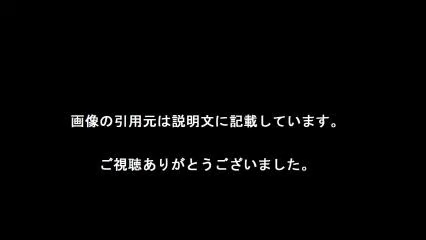 画像の引用元は説明文に記載しています。
ご視聴ありがとうございました。